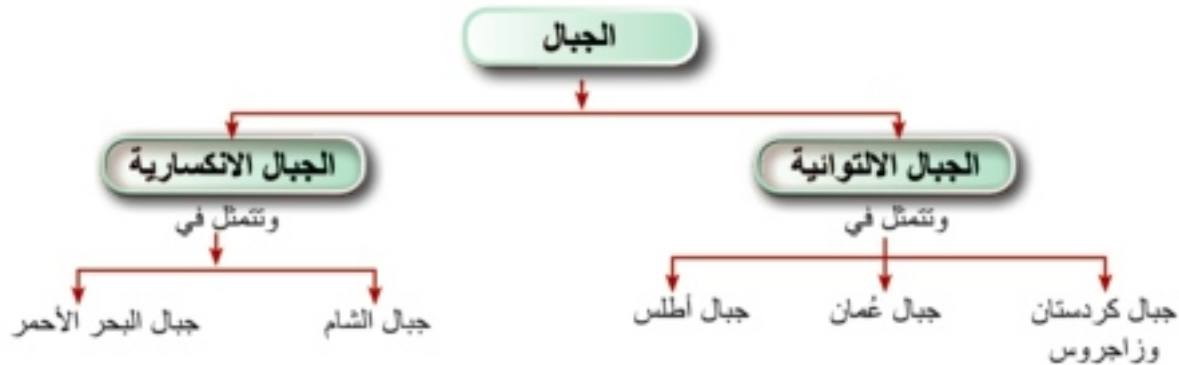 الجبال
الجبال الالتوائية
الجبال الانكسارية
وتتمثل في
وتتمثل في
جبال كردستان
وزاجروس
جبال عُمان
جبال أطلس
جبال الشام
جبال البحر الأحمر